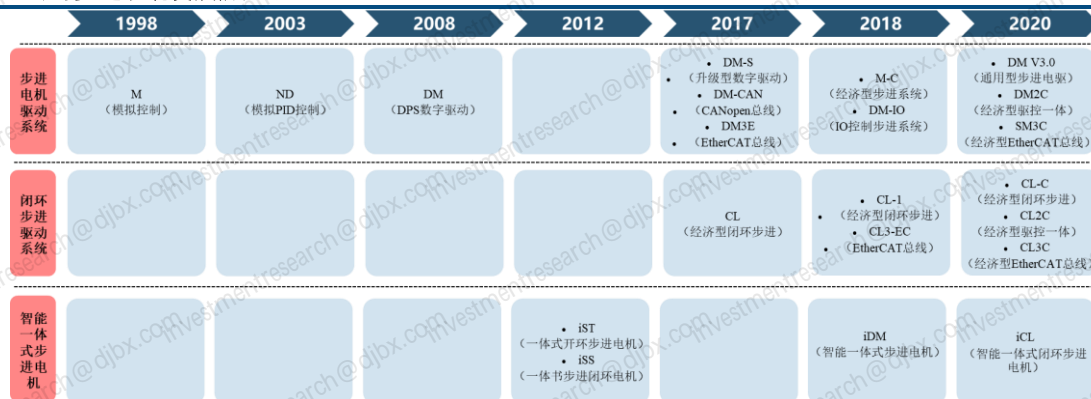 1998
2003
2008
2012
2017
2018
2020
步进
电机
驱动
系统
M
（模拟控制）
ND
（模拟PID控制）
DM
（DPS数字驱动）
• DM-S
• （升级型数字驱动）
• DM-CAN
• （CANopen总线）
• DM3E
• （EtherCAT总线）
• M-C
（经济型步进系统）
• DM-IO
（IO控制步进系统）
• DM V3.0
（通用型步进电驱）
• DM2C
（经济型驱控一体）
• SM3C
（经济型EtherCAT总线）
闭环
步进
驱动
系统
CL
（经济型闭环步进）
• CL-1
• （经济型闭环步进）
• CL3-EC
• （EtherCAT总线）
• CL-C
（经济型闭环步进）
• CL2C
（经济型驱控一体）
• CL3C
（经济型EtherCAT总线）
智能
一体
式步
进电
机
• iST
（一体式开环步进电机）
• iSS
（一体书步进闭环电机）
iDM
（智能一体式步进电机）
iCL
（智能一体式闭环步进
电机）
investmentresearch@djbx.com